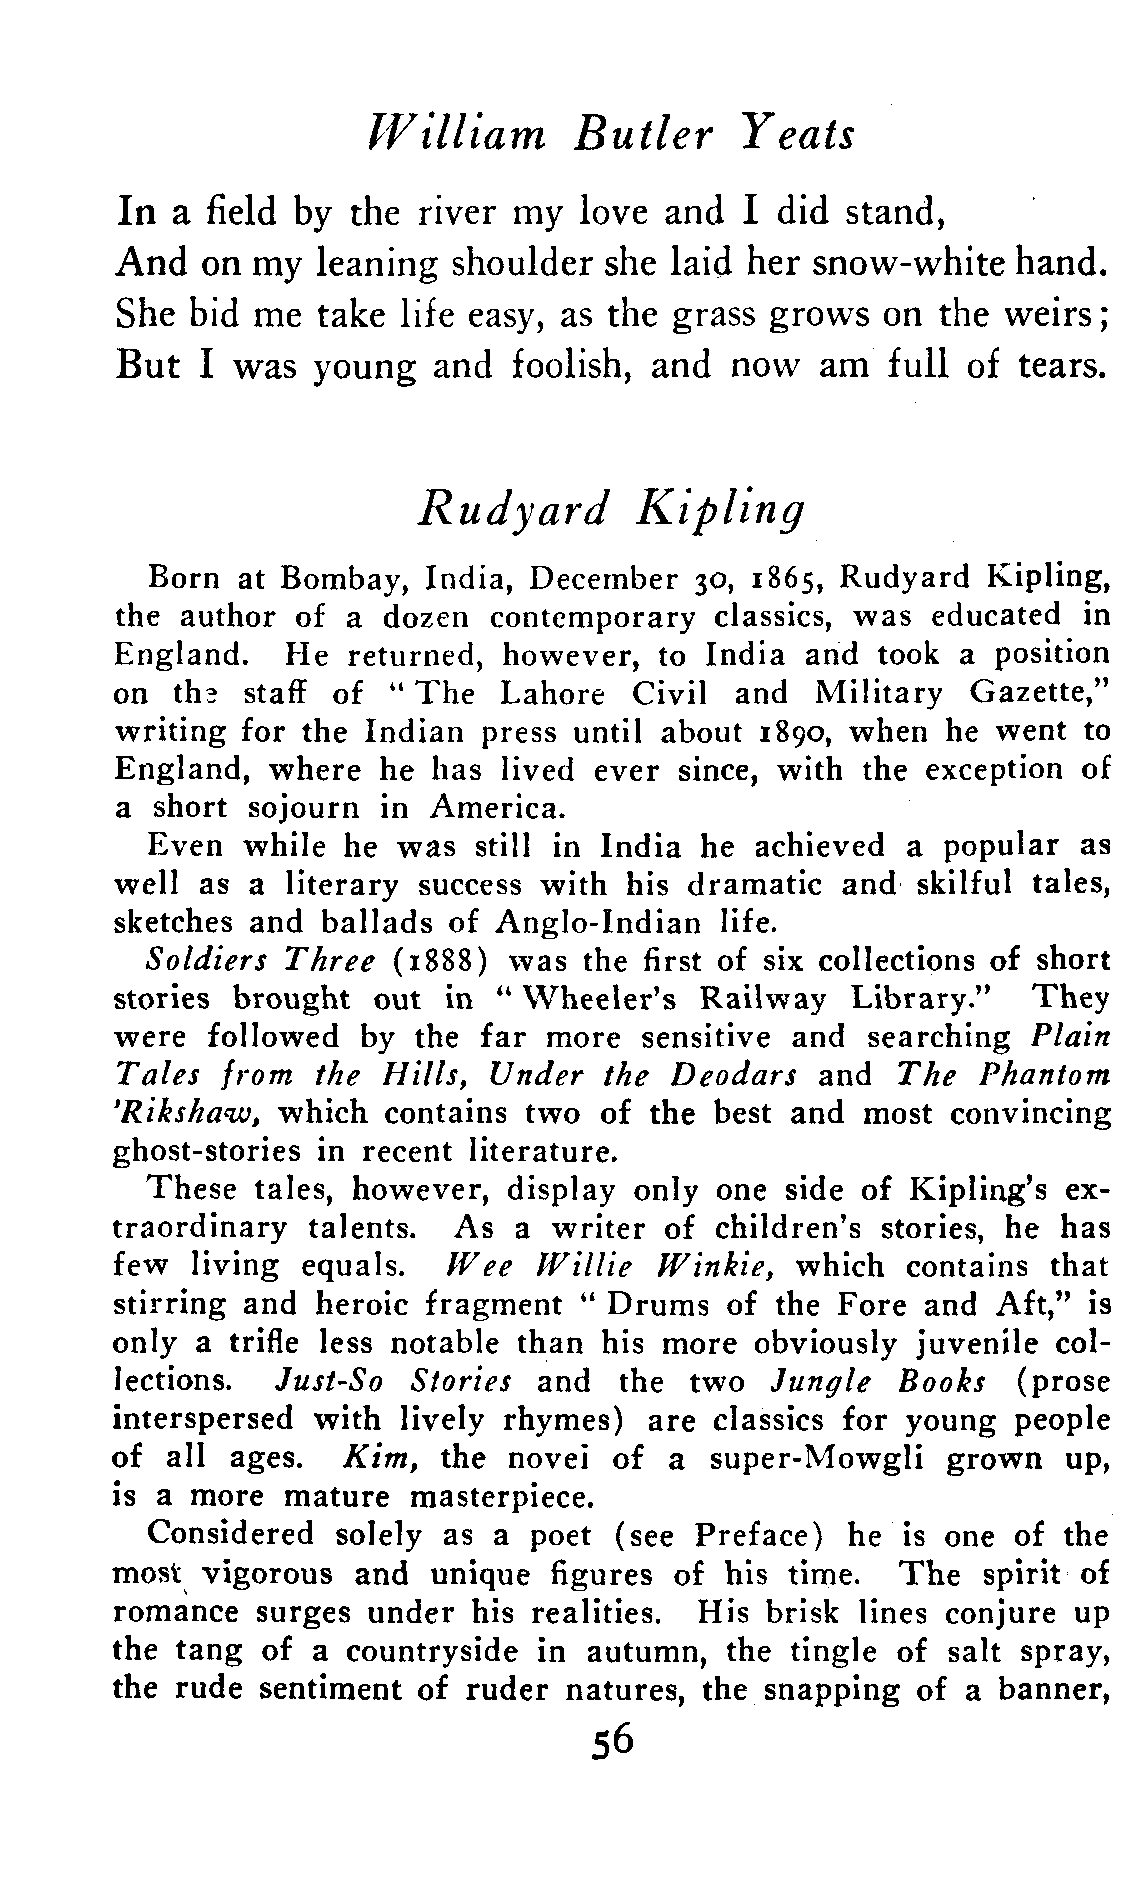 William Butler Yeats
In a field by the river my love and I did stand,
And on my leaning shoulder she laid her snow-white hand.
She bid me take life easy, as the grass grows on the weirs;
But I was young and foolish, and now am full of tears.
Rudyard Kipling
Born at Bombay, India, December 30, 1865, Rudyard Kipling,
the author of a dozen contemporary classics, was educated in
England. He returned, however, to India and took a position
on the staff of “ The Lahore Civil and Military Gazette,”
writing for the Indian press until about 1890, when he went to
England, where he has lived ever since, with the exception of
a short sojourn in America.
Even while he was still in India he achieved a popular as
well as a literary success with his dramatic and skilful tales,
sketches and ballads of Anglo-Indian life.
Soldiers Three (1888) was the first of six collections of short
stories brought out in “ Wheeler’s Railway Library.” They
were followed by the far more sensitive and searching Plain
Tales from the Hills, Under the Deodars and The Phantom
’Rikshaw, which contains two of the best and most convincing
ghost-stories in recent literature.
These tales, however, display only one side of Kipling’s ex-
traordinary talents. As a writer of children’s stories, he has
few living equals. Wee Willie Winkie, which contains that
stirring and heroic fragment “ Drums of the Fore and Aft,” is
only a trifle less notable than his more obviously juvenile col-
lections. Just-So Stories and the two Jungle Books (prose
interspersed with lively rhymes) are classics for young people
of all ages. Kim, the novel of a super-Mowgli grown up,
is a more mature masterpiece.
Considered solely as a poet (see Preface) he is one of the
most vigorous and unique figures of his time. The spirit of
romance surges under his realities. His brisk lines conjure up
the tang of a countryside in autumn, the tingle of salt spray,
the rude sentiment of ruder natures, the snapping of a banner,
56